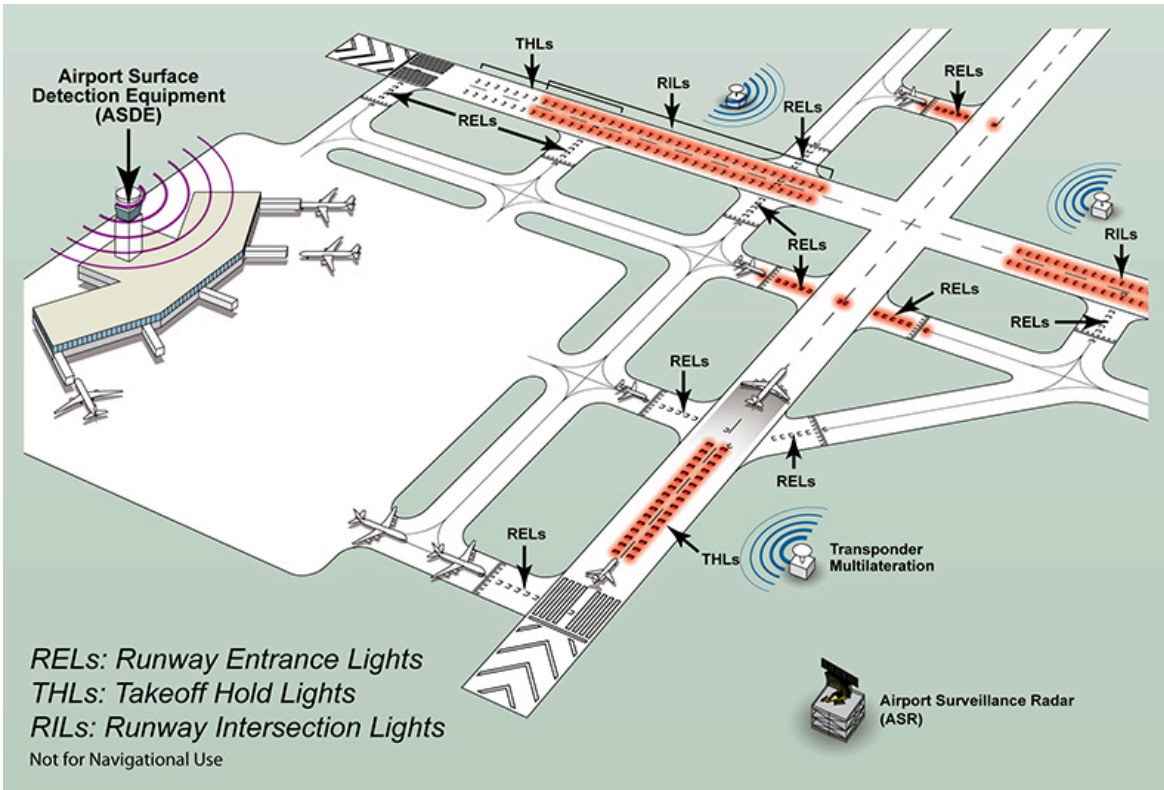 THLs
Airport Surface
Detection Equipment
(ASDE)
RILs
RELs
RELs
RELs
RELs
RILs
RELs
RELs
RELs
RELs
RELs
THLs
Transponder
Multilateration
RELs
RELs: Runway Entrance Lights
THLs: Takeoff Hold Lights
RILs: Runway Intersection Lights
Not for Navigational Use
Airport Surveillance Radar
(ASR)